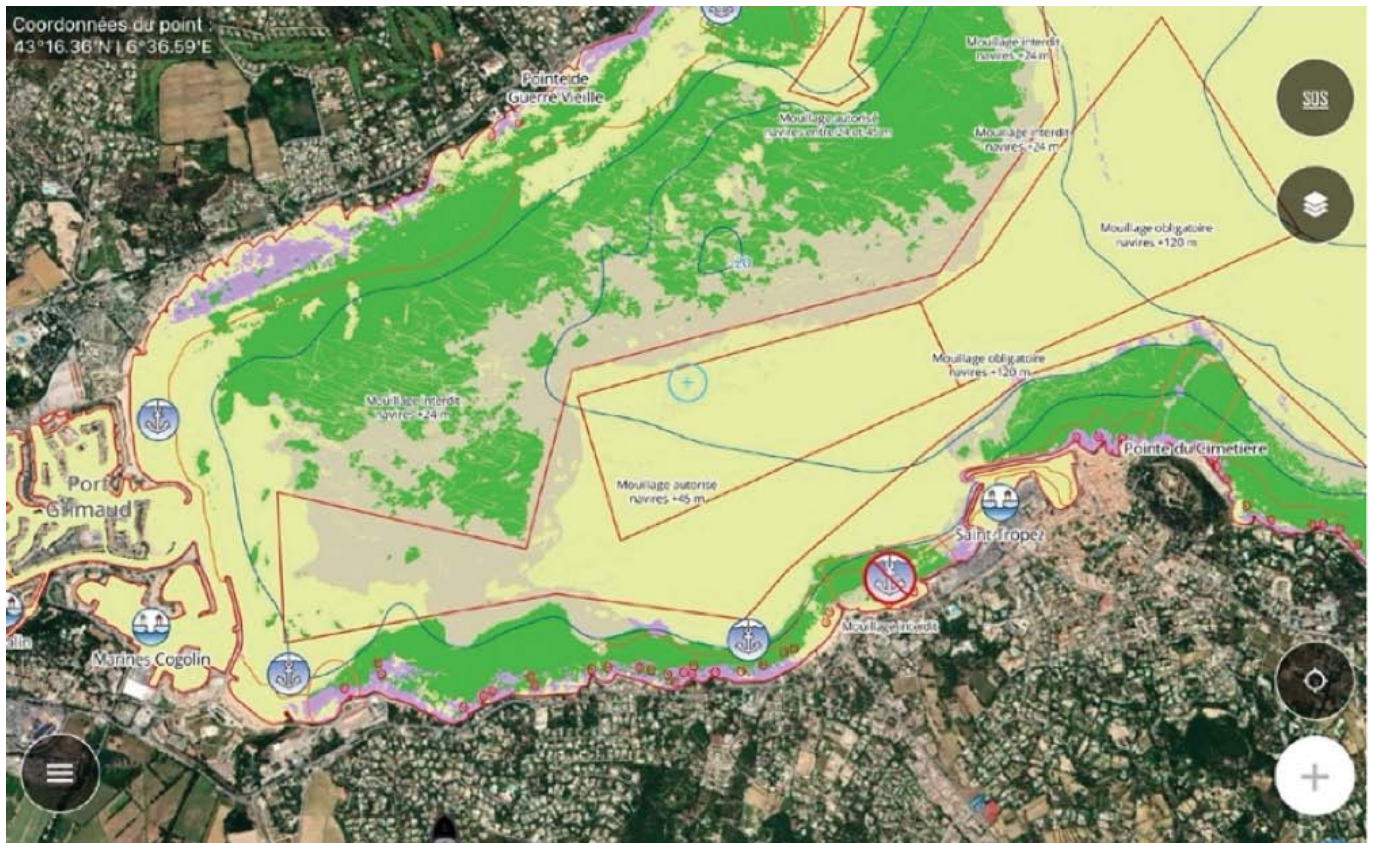 Coordonnées du point :
43°16.36'N | 6°36.59'E
Mouillage interdit
navires +24 m
SOS
Pointe de
Guerre Vieille
Mouillage autorisé
navires entre 24 et 45 m
Mouillage interdit
navires +24 m
Mouillage obligatoire
navires +120 m
-20
Mouillage obligatoire
navires +120 m
Mouillage interdit
navires +24 m
Pointe du Cimetière
Port
Grimaud
Mouillage autorisé
navires +45 m
Saint-Tropez
Mouillage interdit
Marines Cogolin